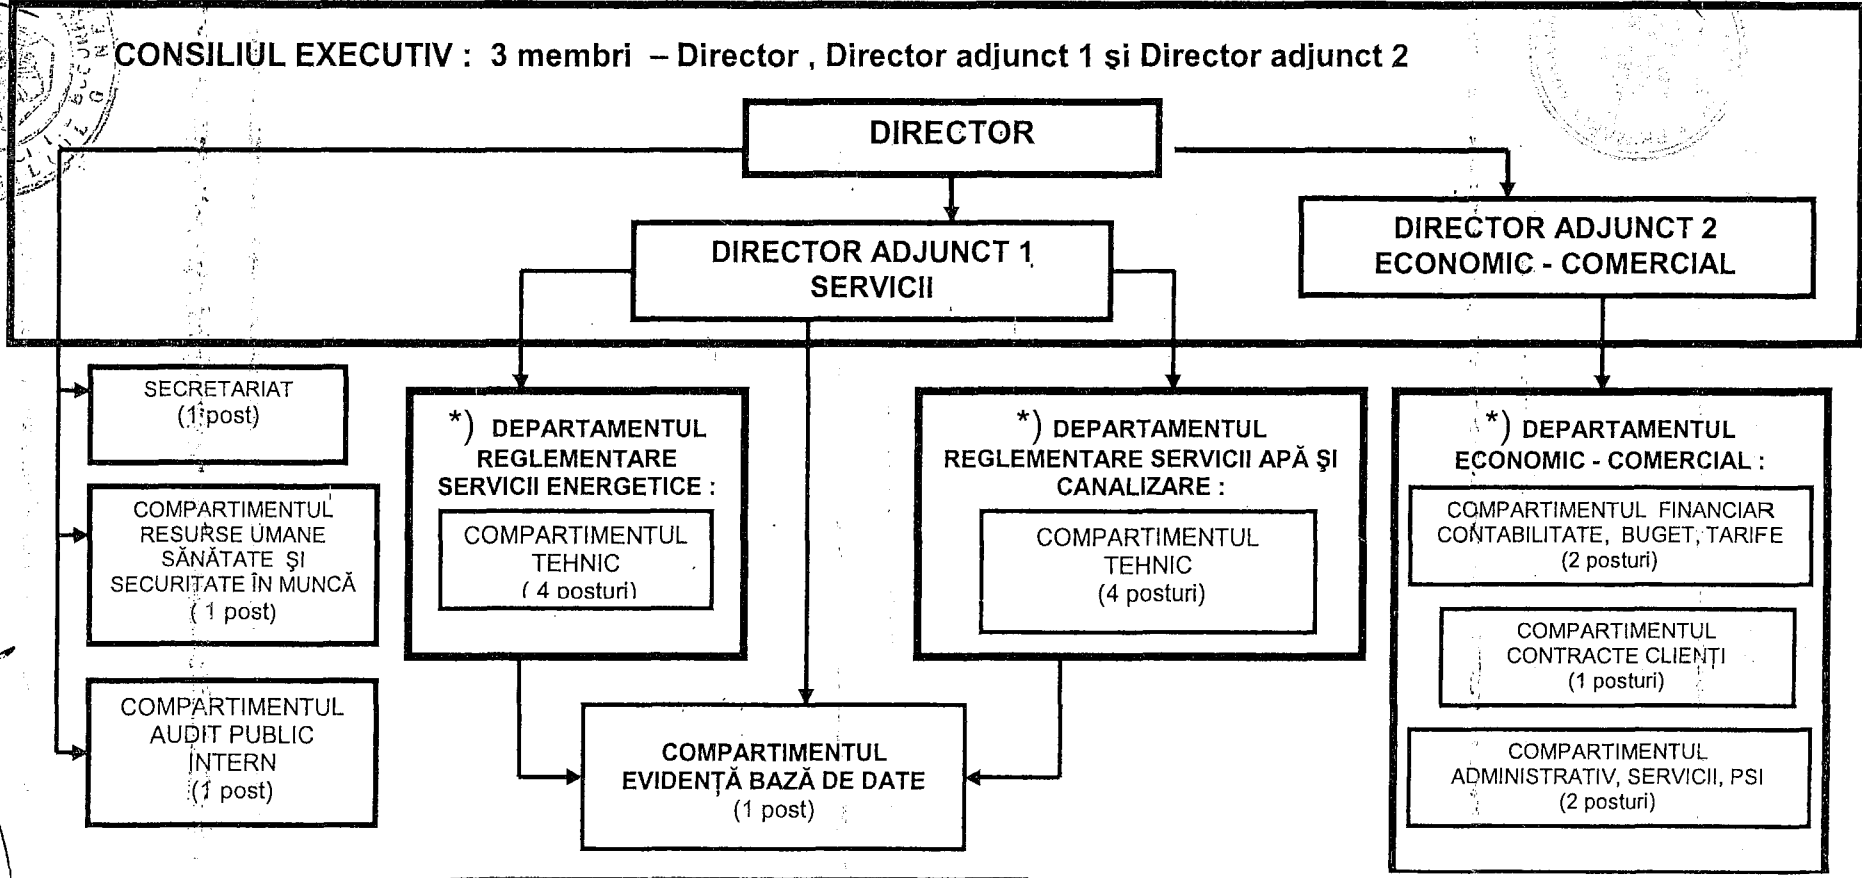 CONSILIUL EXECUTIV : 3 membri – Director , Director adjunct 1 şi Director adjunct 2
DIRECTOR
DIRECTOR ADJUNCT 1
SERVICII
DIRECTOR ADJUNCT 2
ECONOMIC - COMERCIAL
SECRETARIAT
(1 post)
COMPARTIMENTUL
RESURSE UMANE
SĂNĂTATE ŞI
SECURITATE ÎN MUNCĂ
( 1 post)
COMPARTIMENTUL
AUDIT PUBLIC
INTERN
(1 post)
*) DEPARTAMENTUL
REGLEMENTARE
SERVICII ENERGETICE :
COMPARTIMENTUL
TEHNIC
( 4 posturi)
*) DEPARTAMENTUL
REGLEMENTARE SERVICII APĂ ŞI
CANALIZARE :
COMPARTIMENTUL
TEHNIC
(4 posturi)
COMPARTIMENTUL
EVIDENŢĂ BAZĂ DE DATE
(1 post)
*) DEPARTAMENTUL
ECONOMIC - COMERCIAL :
COMPARTIMENTUL FINANCIAR
CONTABILITATE, BUGET, TARIFE
(2 posturi)
COMPARTIMENTUL
CONTRACTE CLIENŢI
(1 posturi)
COMPARTIMENTUL
ADMINISTRATIV, SERVICII, PSI
(2 posturi)